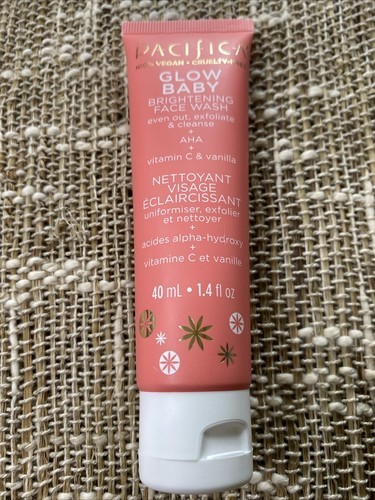 PACIFICA
100% VEGAN • CRUELTY-FREE
GLOW
BABY
BRIGHTENING
FACE WASH
even out, exfoliate
& cleanse
+
AHA
+
vitamin C & vanilla
NETTOYANT
VISAGE
ÉCLAIRCISSANT
uniformiser, exfolier
et nettoyer
+
acides alpha-hydroxy
+
vitamine C et vanille
40 mL • 1.4 fl oz